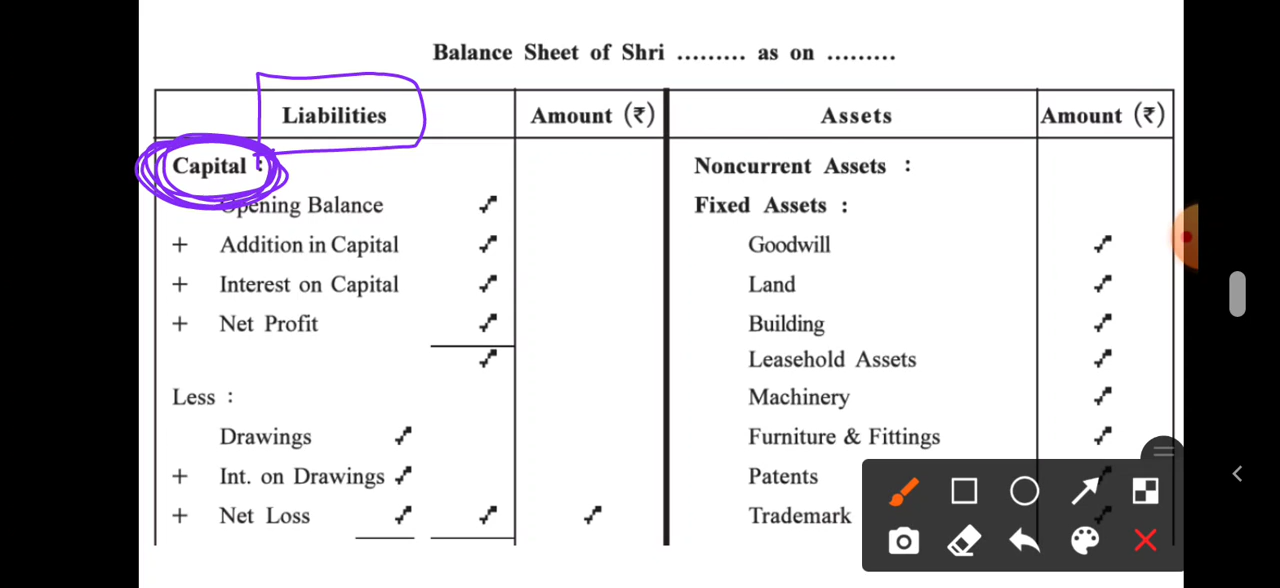 Balance Sheet of Shri ......... as on .........
Liabilities Amount (₹) Assets Amount (₹)
Capital : Noncurrent Assets :
Opening Balance Fixed Assets :
+ Addition in Capital Goodwill
+ Interest on Capital Land
+ Net Profit Building
Leasehold Assets
Less : Machinery
Drawings Furniture & Fittings
+ Int. on Drawings Patents
+ Net Loss Trademark